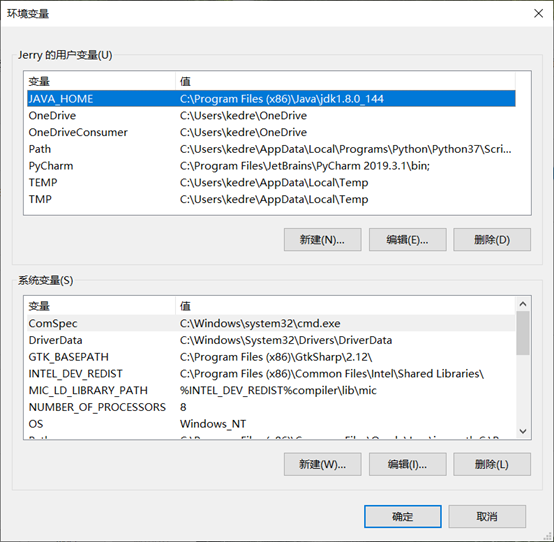 环境变量
Jerry 的用户变量(U)
变量 值
JAVA_HOME C:\Program Files (x86)\Java\jdk1.8.0_144
OneDrive C:\Users\kedre\OneDrive
OneDriveConsumer C:\Users\kedre\OneDrive
Path C:\Users\kedre\AppData\Local\Programs\Python\Python37\Scri...
PyCharm C:\Program Files\JetBrains\PyCharm 2019.3.1\bin;
TEMP C:\Users\kedre\AppData\Local\Temp
TMP C:\Users\kedre\AppData\Local\Temp
新建(N)... 编辑(E)... 删除(D)
系统变量(S)
变量 值
ComSpec C:\Windows\system32\cmd.exe
DriverData C:\Windows\System32\Drivers\DriverData
GTK_BASEPATH C:\Program Files (x86)\GtkSharp\2.12\
INTEL_DEV_REDIST C:\Program Files (x86)\Common Files\Intel\Shared Libraries\
MIC_LD_LIBRARY_PATH %INTEL_DEV_REDIST%compiler\lib\mic
NUMBER_OF_PROCESSORS 8
OS Windows_NT
新建(W)... 编辑(I)... 删除(L)
确定 取消